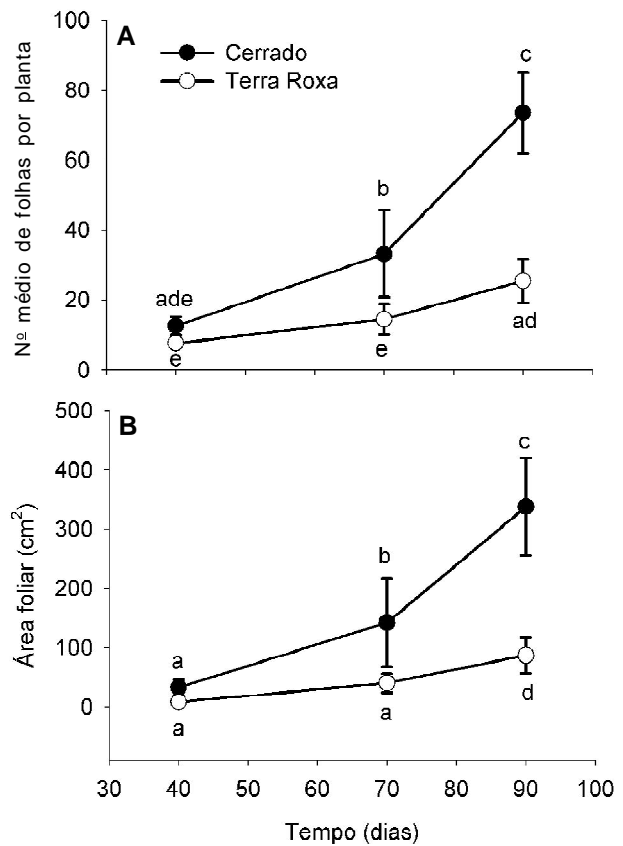 A
Cerrado
Terra Roxa
Nº médio de folhas por planta
100
80
60
40
20
0
ade
b
c
e
e
ad
B
Área foliar (cm²)
500
400
300
200
100
0
a
b
c
a
a
d
30 40 50 60 70 80 90 100
Tempo (dias)